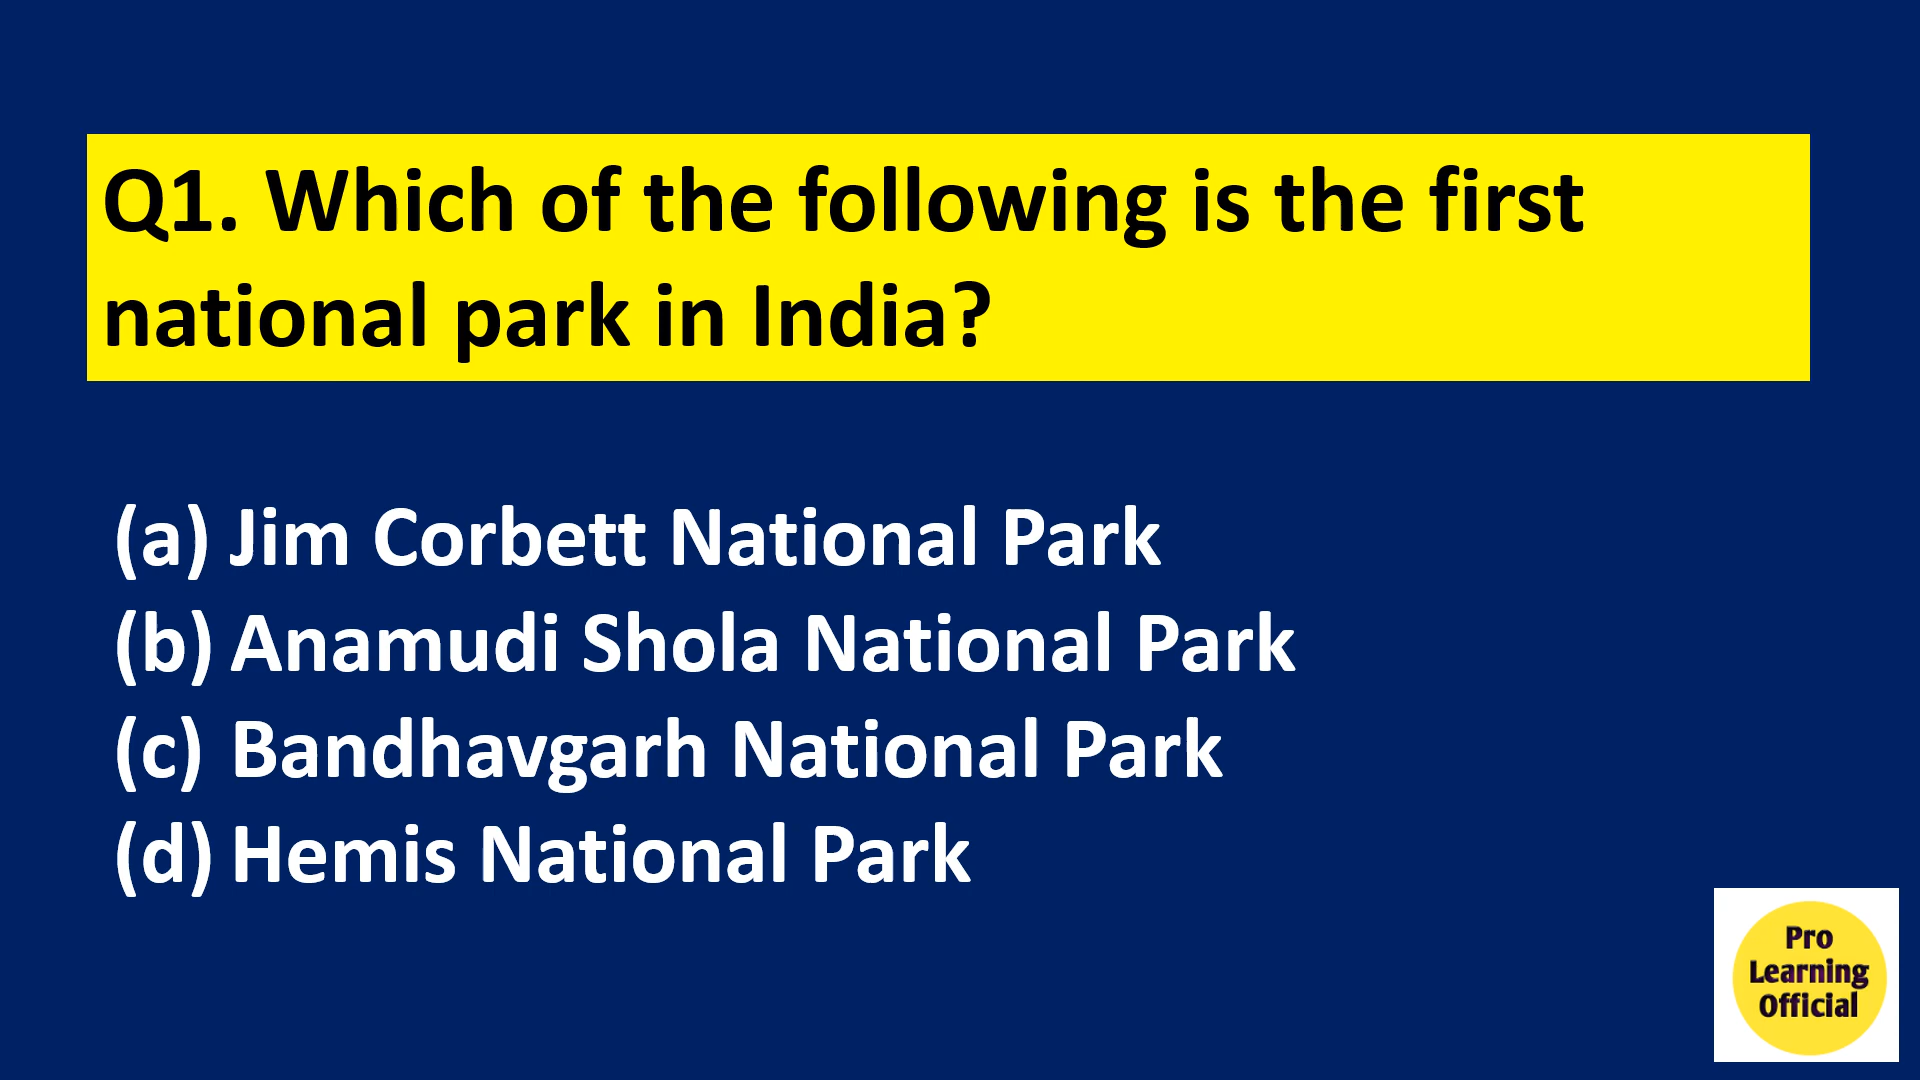 Q1. Which of the following is the first
national park in India?
(a) Jim Corbett National Park
(b) Anamudi Shola National Park
(c) Bandhavgarh National Park
(d) Hemis National Park
Pro
Learning
Official